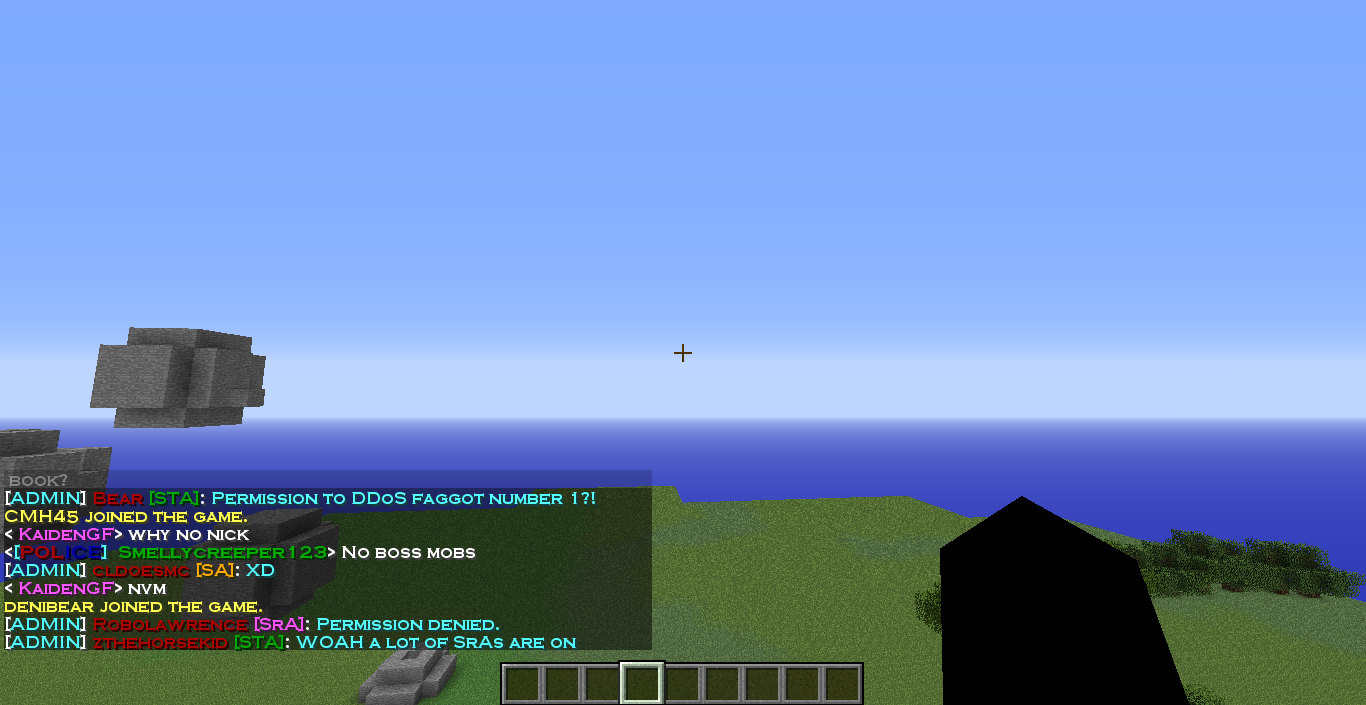 book?
[ADMIN] Bear [STA]: Permission to DDoS faggot number 1?!
CMH45 joined the game.
< KaidenGF> why no nick
<[POLICE] Smellycreeper123> No boss mobs
[ADMIN] cldoesmc [SA]: XD
< KaidenGF> nvm
denibear joined the game.
[ADMIN] Robolawrence [SrA]: Permission denied.
[ADMIN] zthehorsekid [STA]: WOAH a lot of SrAs are on